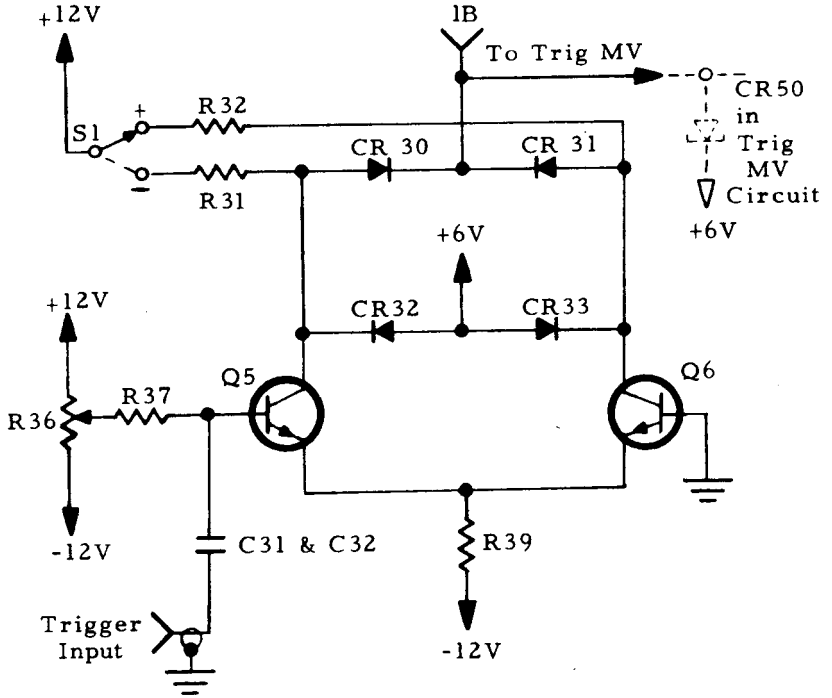 +12V
1B
To Trig MV
S1
+
R32
CR50
in
Trig
MV
Circuit
CR 30
CR 31
-
R31
+6V
+6V
+12V
CR32
CR33
Q5
Q6
R37
R36
-12V
C31 & C32
R39
Trigger
Input
-12V